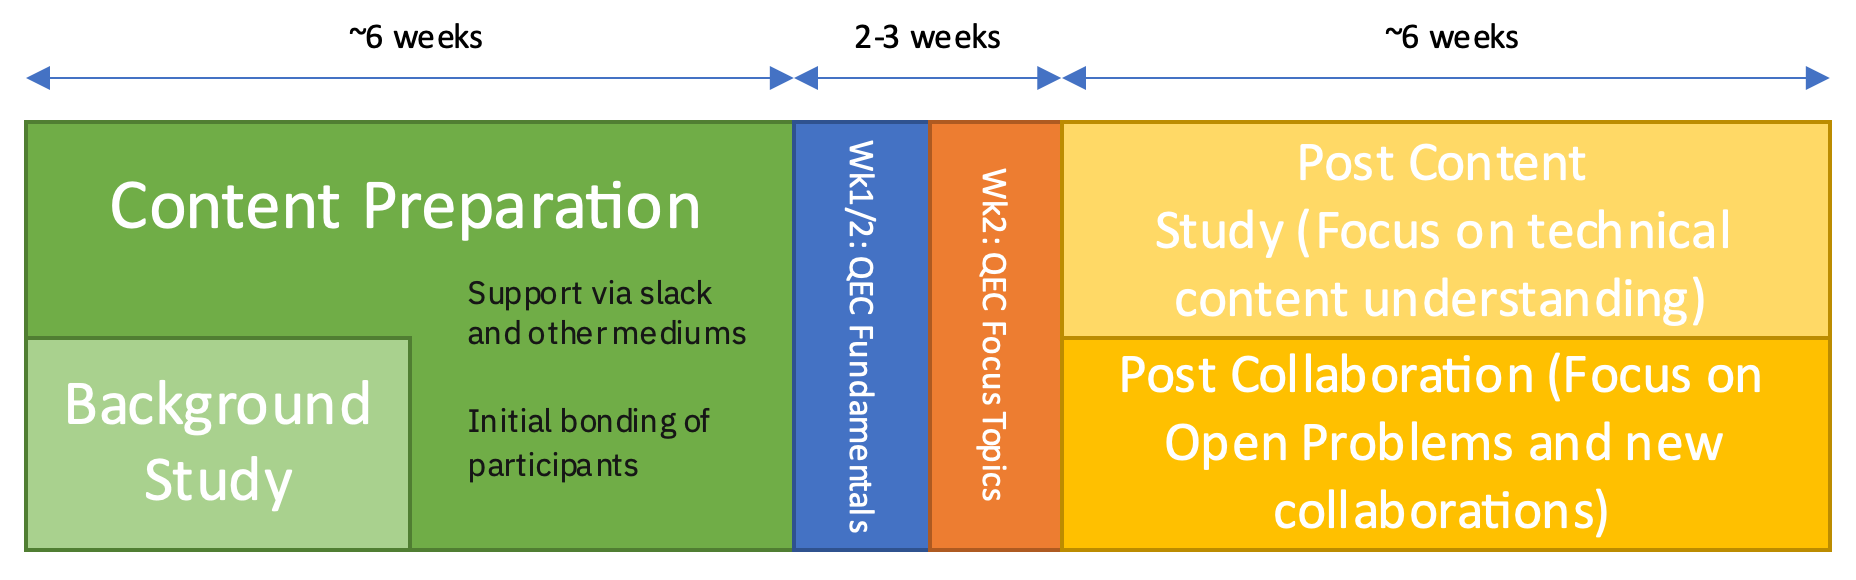 ~6 weeks
2-3 weeks
~6 weeks
Content Preparation
Support via slack
and other mediums
Initial bonding of
participants
Background
Study
Wk1/2: QEC Fundamentals
Wk2: QEC Focus Topics
Post Content
Study (Focus on technical
content understanding)
Post Collaboration (Focus on
Open Problems and new
collaborations)